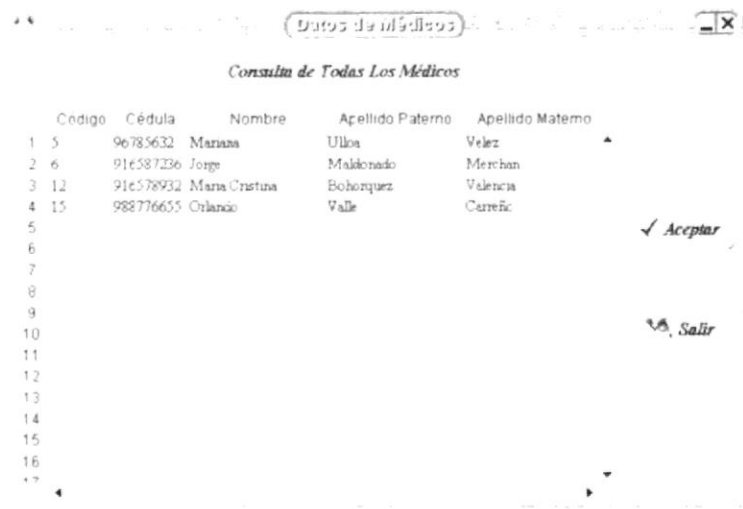 Datos de Médicos
Consulta de Todas Los Médicos
Codigo Cédula Nombre Apellido Paterno Apellido Materno
1 5 96785632 Mariana Ulloa Velez
2 6 916587236 Jorge Maldonado Merchan
3 12 916578932 Maria Cristina Bohorquez Valencia
4 15 988776655 Orlando Valle Carreño
5
6
7
8
9
10
11
12
13
14
15
16
Aceptar
Salir